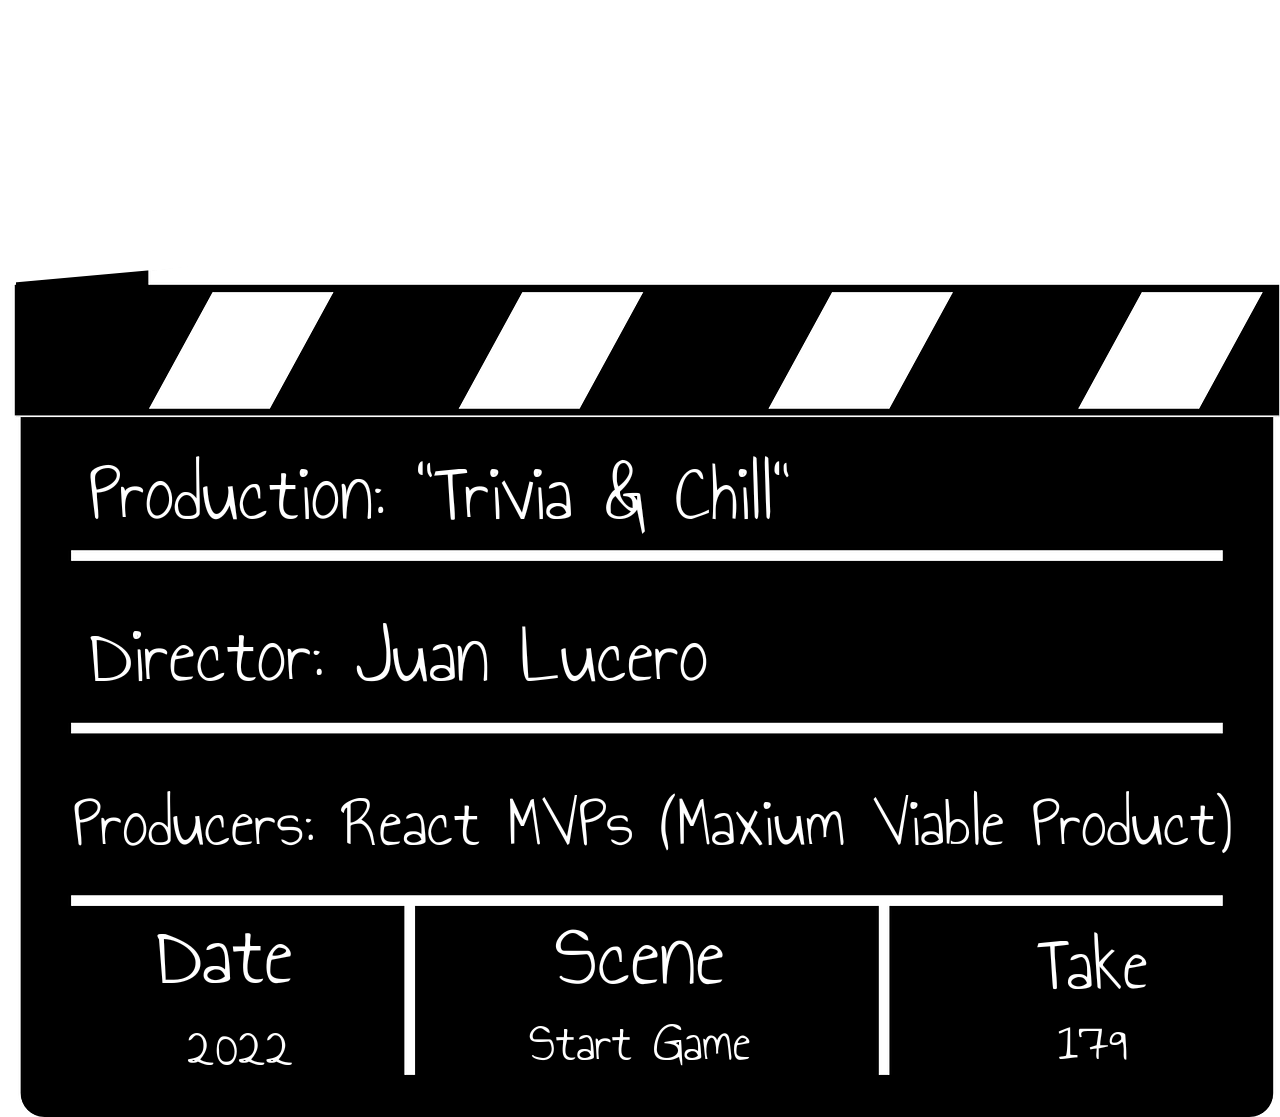 Production: "Trivia & Chill"
Director: Juan Lucero
Producers: React MVPs (Maxium Viable Product)
Date Scene Take
2022 Start Game 179